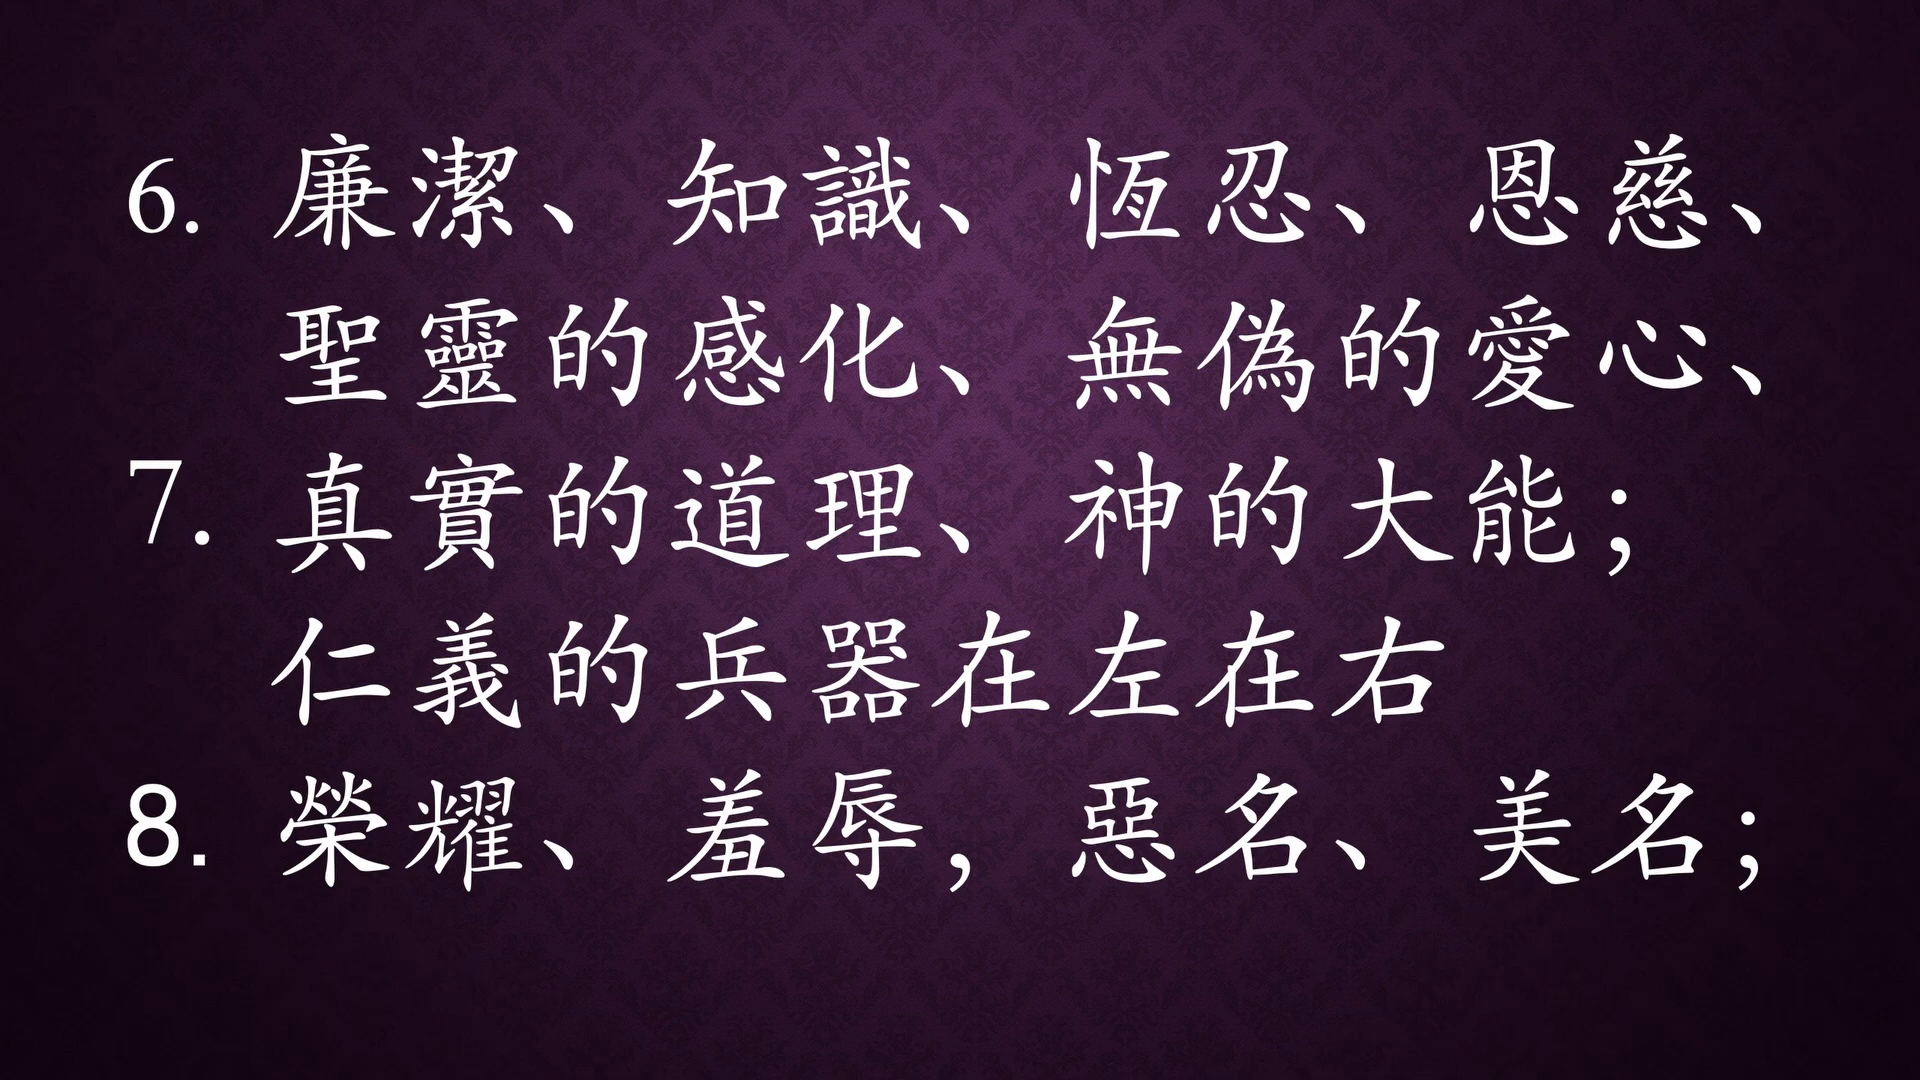 6. 廉潔、知識、恆忍、恩慈、
聖靈的感化、無偽的愛心、
7. 真實的道理、神的大能；
仁義的兵器在左在右
8. 榮耀、羞辱，惡名、美名；